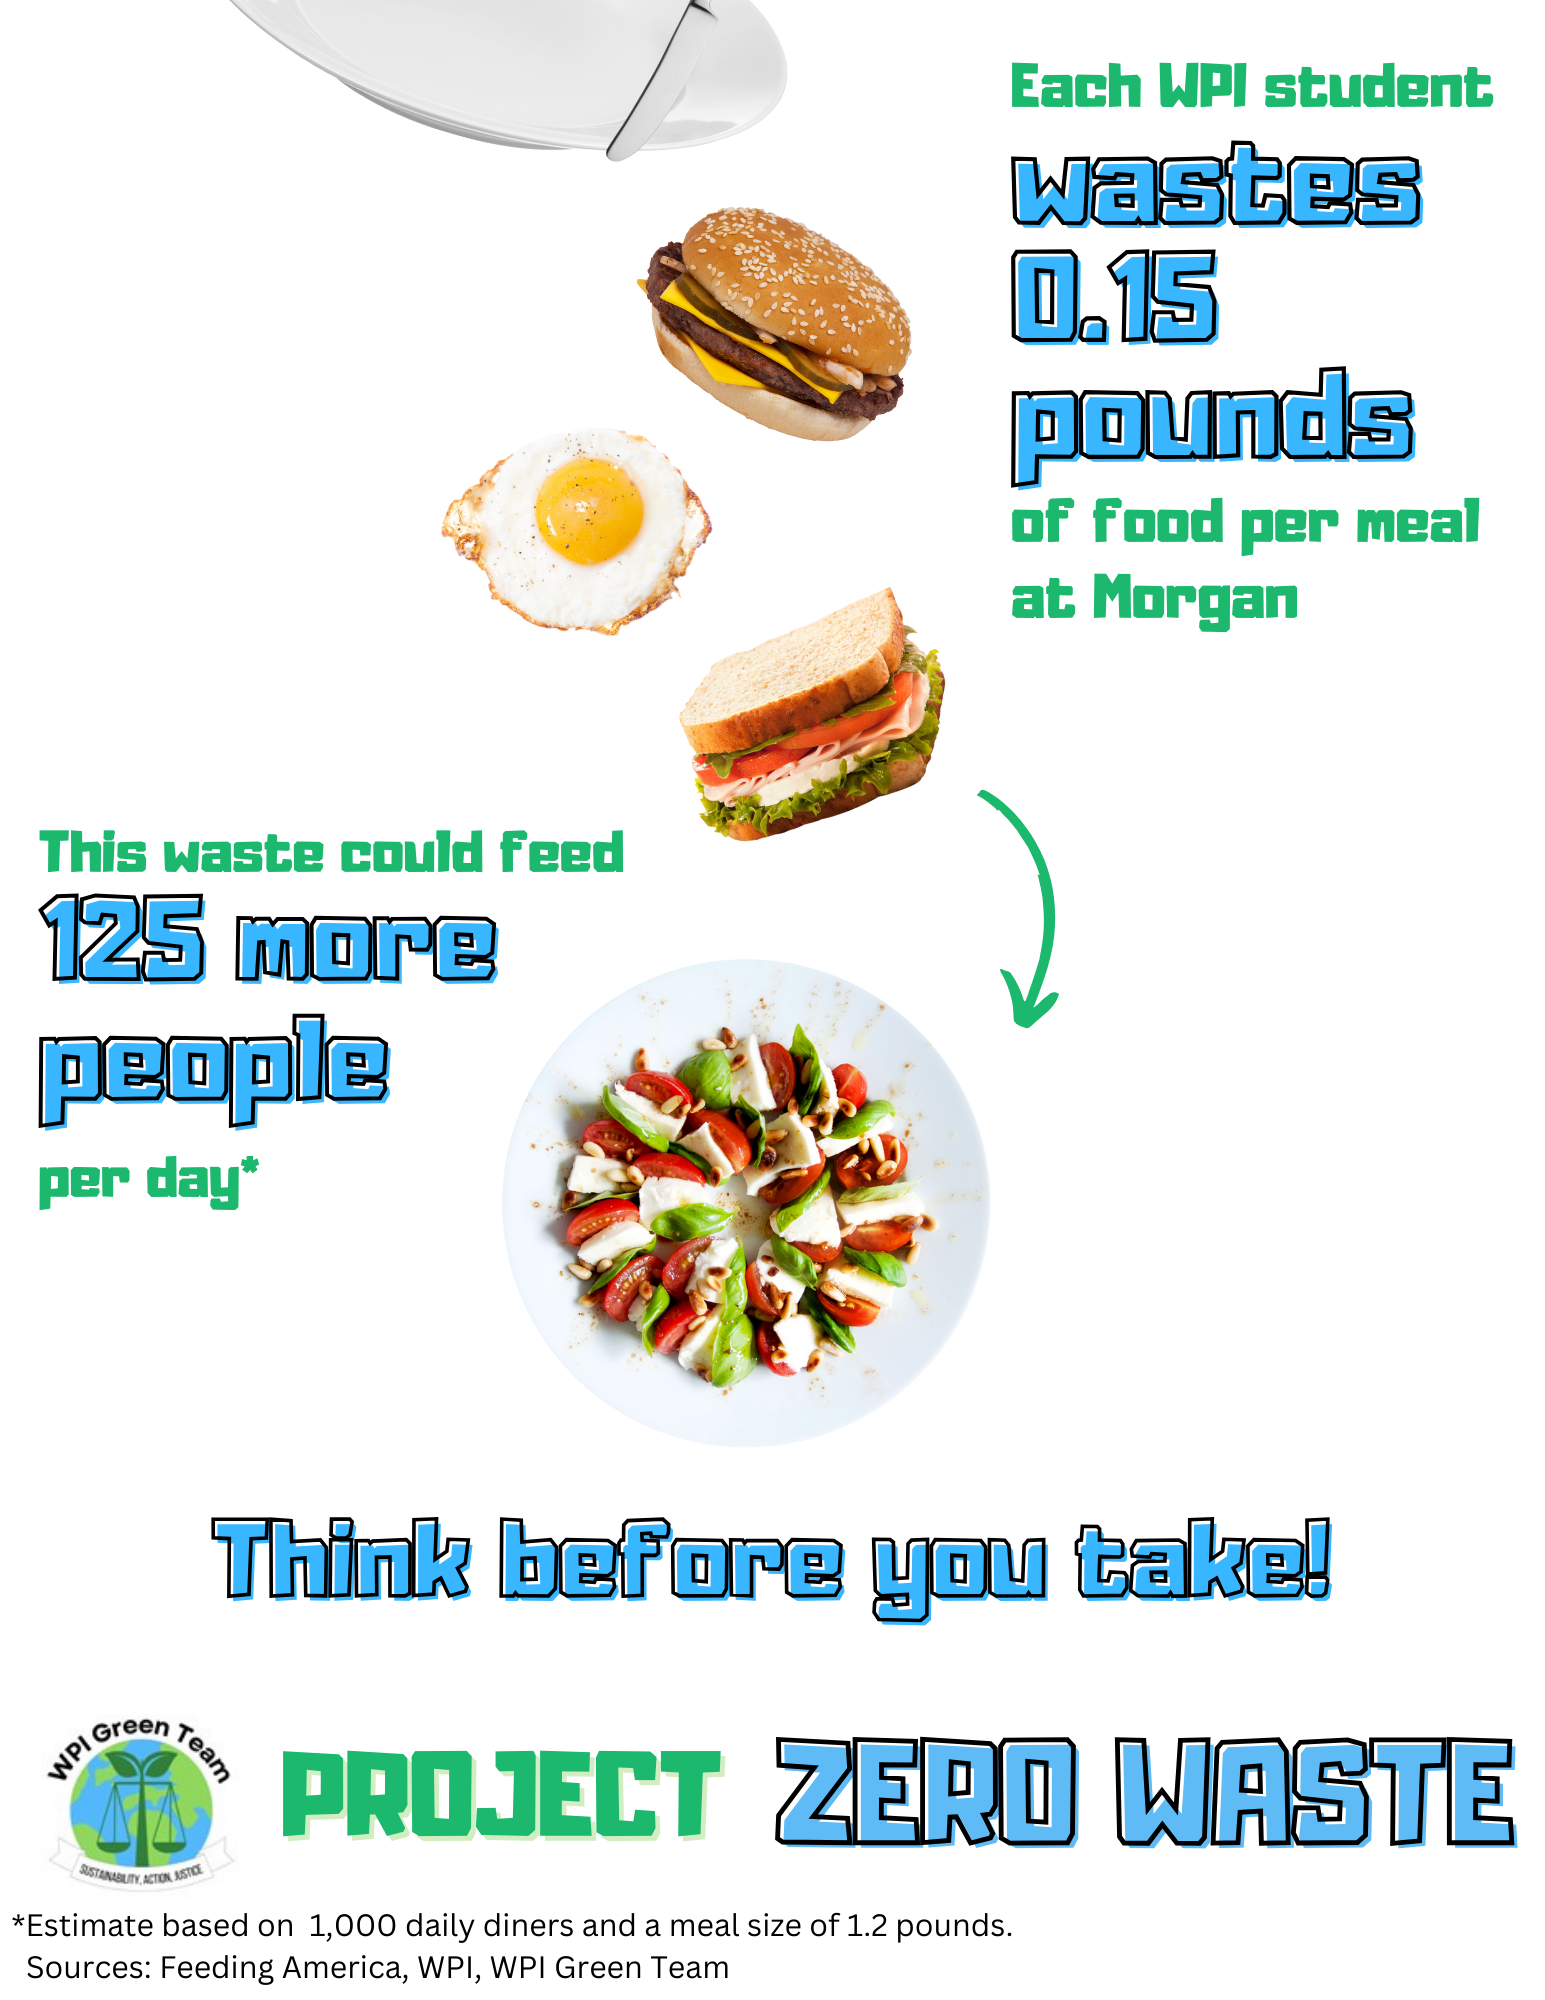 Each WPI student
wastes
0.15
pounds
of food per meal
at Morgan
This waste could feed
125 more
people
per day*
Think before you take!
WPI Green Team
SUSTAINABILITY, ACTION, JUSTICE
PROJECT ZERO WASTE
*Estimate based on 1,000 daily diners and a meal size of 1.2 pounds.
Sources: Feeding America, WPI, WPI Green Team